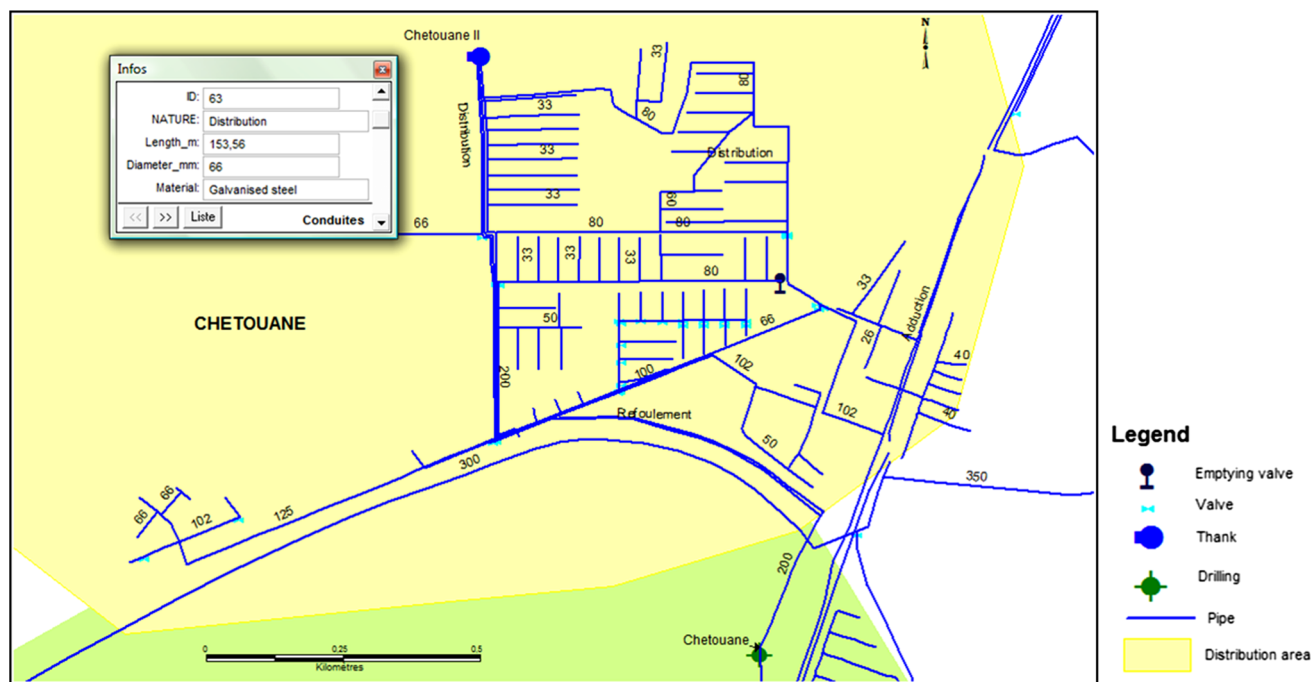 Chetouane II
N
Infos
ID: 63
NATURE: Distribution
Length_m: 153,56
Diameter_mm: 66
Material: Galvanised steel
<< >> Liste Conduites
33
80
80
33
Distribution
33
33
Distribution
60
66
80
80
33
33
33
80
33
Adduction
CHETOUANE
50
66
26
200
100
102
40
40
Refoulement
102
50
300
350
66
66
102
125
200
Chetouane
0 0.25 0.5
Kilomètres
Legend
Emptying valve
Valve
Thank
Drilling
Pipe
Distribution area